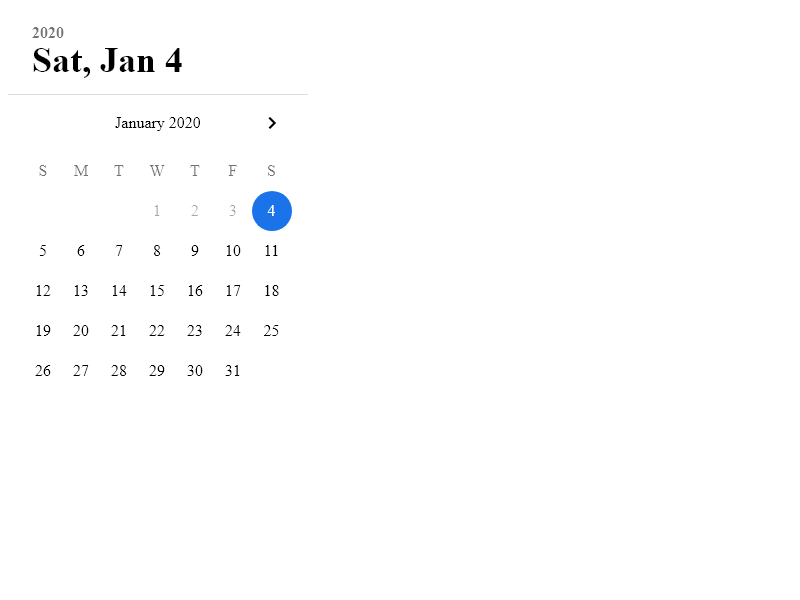 2020
Sat, Jan 4
January 2020
S M T W T F S
1 2 3 4
5 6 7 8 9 10 11
12 13 14 15 16 17 18
19 20 21 22 23 24 25
26 27 28 29 30 31